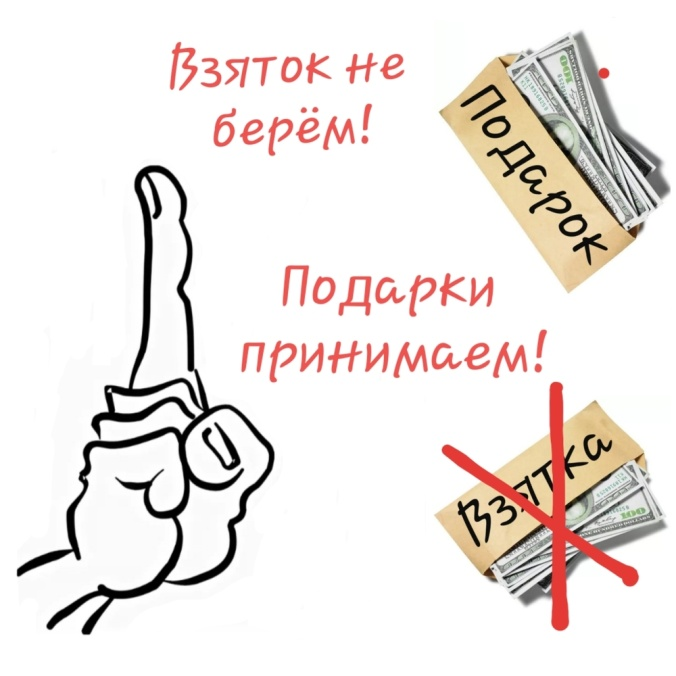 Взяток не
берём!
Подарок
Подарки
принимаем!
Взятка